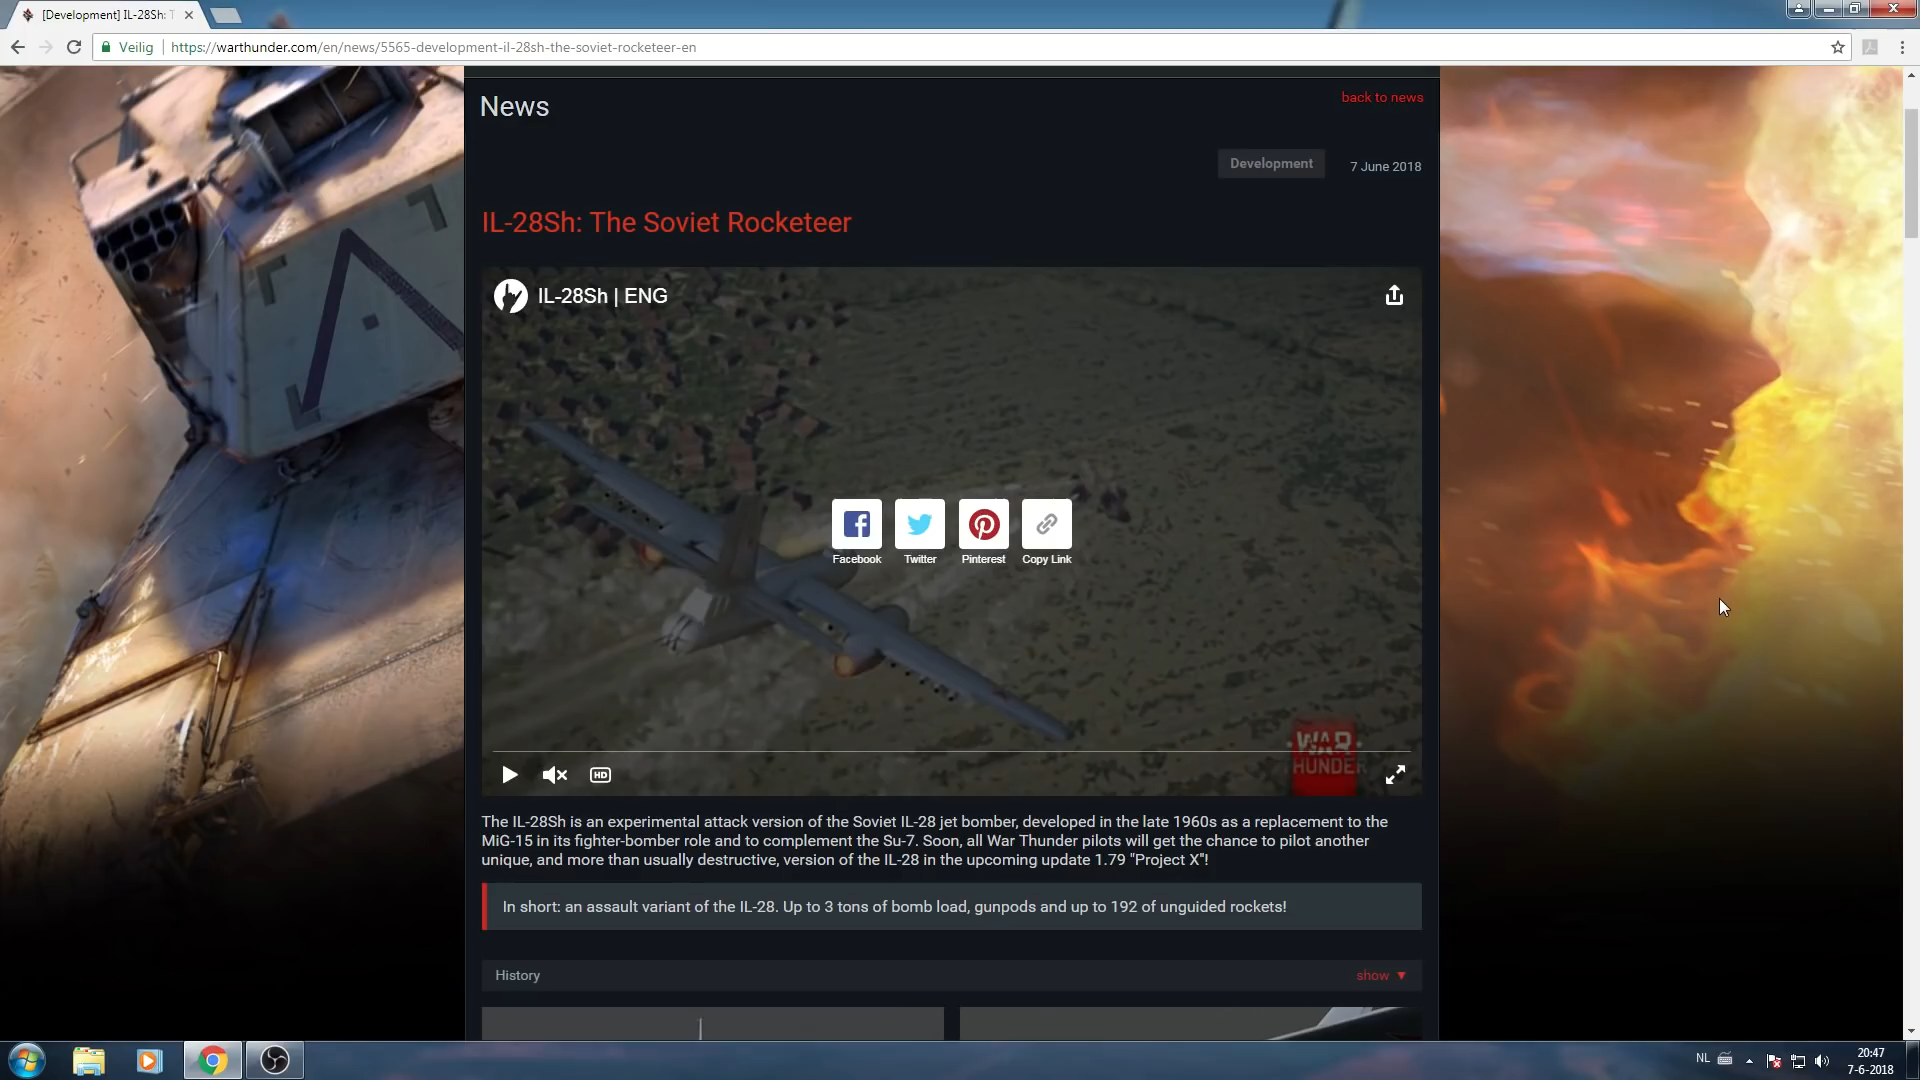 [Development] IL-28Sh: T
Veilig
https://warthunder.com/en/news/5565-development-il-28sh-the-soviet-rocketeer-en
News
back to news
Development
7 June 2018
IL-28Sh: The Soviet Rocketeer
IL-28Sh | ENG
Facebook
Twitter
Pinterest
Copy Link
WAR
THUNDER
HD
The IL-28Sh is an experimental attack version of the Soviet IL-28 jet bomber, developed in the late 1960s as a replacement to the
MiG-15 in its fighter-bomber role and to complement the Su-7. Soon, all War Thunder pilots will get the chance to pilot another
unique, and more than usually destructive, version of the IL-28 in the upcoming update 1.79 "Project X"!
In short: an assault variant of the IL-28. Up to 3 tons of bomb load, gunpods and up to 192 of unguided rockets!
History
show ▼
NL
20:47
7-6-2018